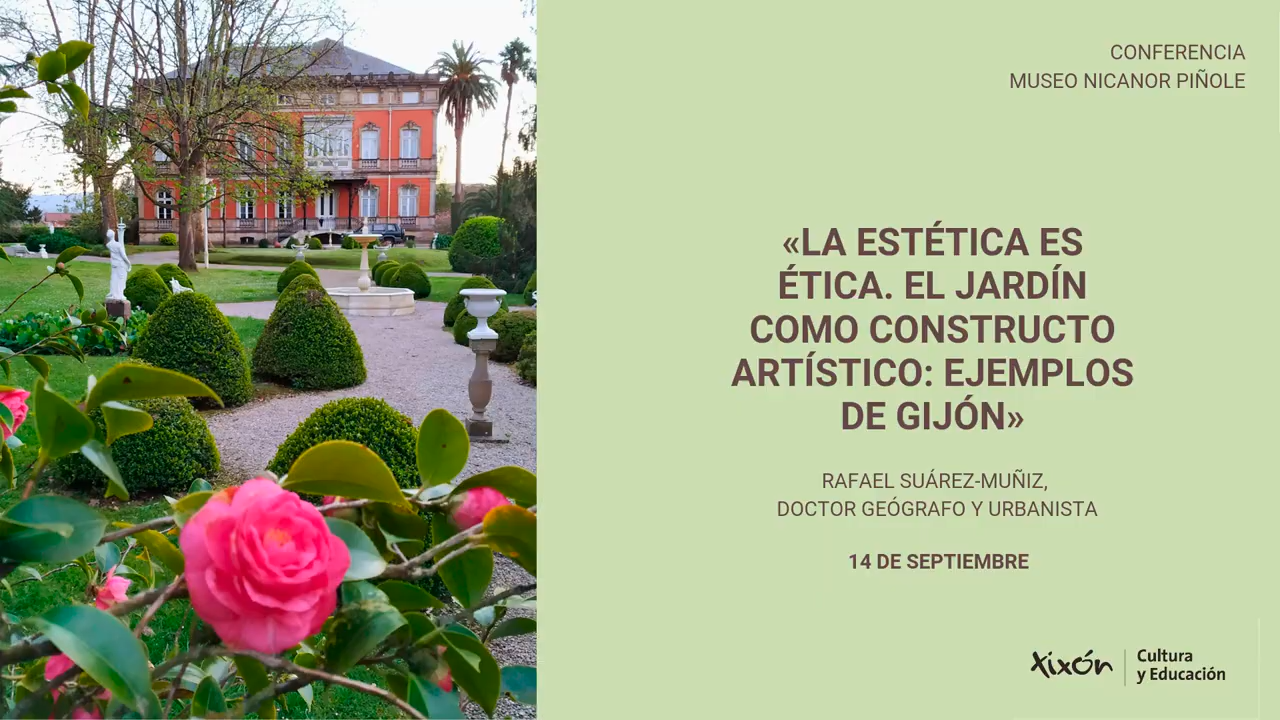 CONFERENCIA
MUSEO NICANOR PIÑOLE
«LA ESTÉTICA ES
ÉTICA. EL JARDÍN
COMO CONSTRUCTO
ARTÍSTICO: EJEMPLOS
DE GIJÓN»
RAFAEL SUÁREZ-MUÑIZ,
DOCTOR GEÓGRAFO Y URBANISTA
14 DE SEPTIEMBRE
Xixón
Cultura
y Educación